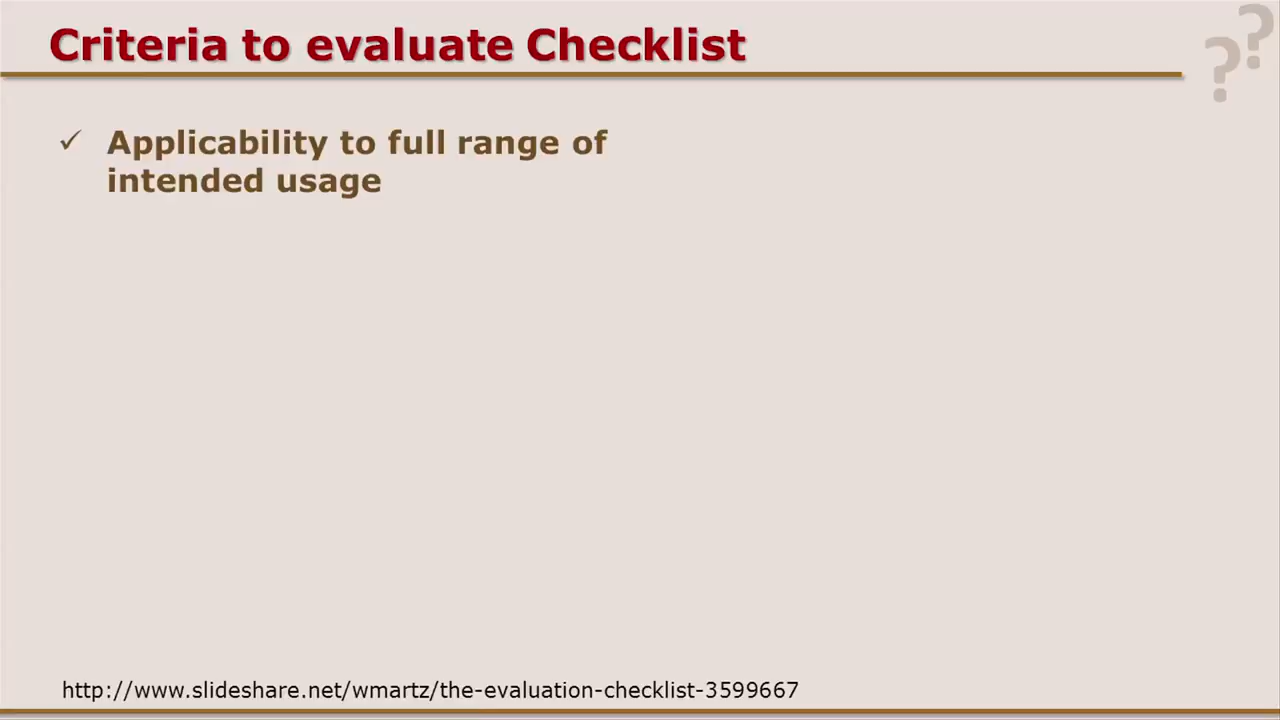 Criteria to evaluate Checklist
? ?
✓ Applicability to full range of
intended usage
http://www.slideshare.net/wmartz/the-evaluation-checklist-3599667